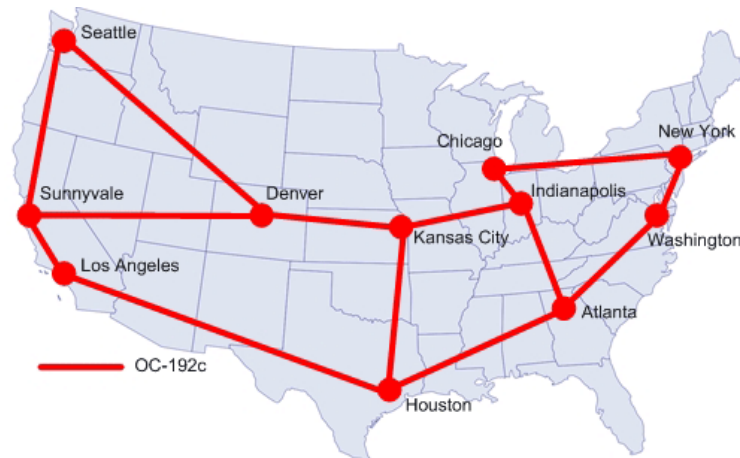 Seattle
Chicago
New York
Sunnyvale
Denver
Indianapolis
Kansas City
Washington
Los Angeles
Atlanta
OC-192c
Houston